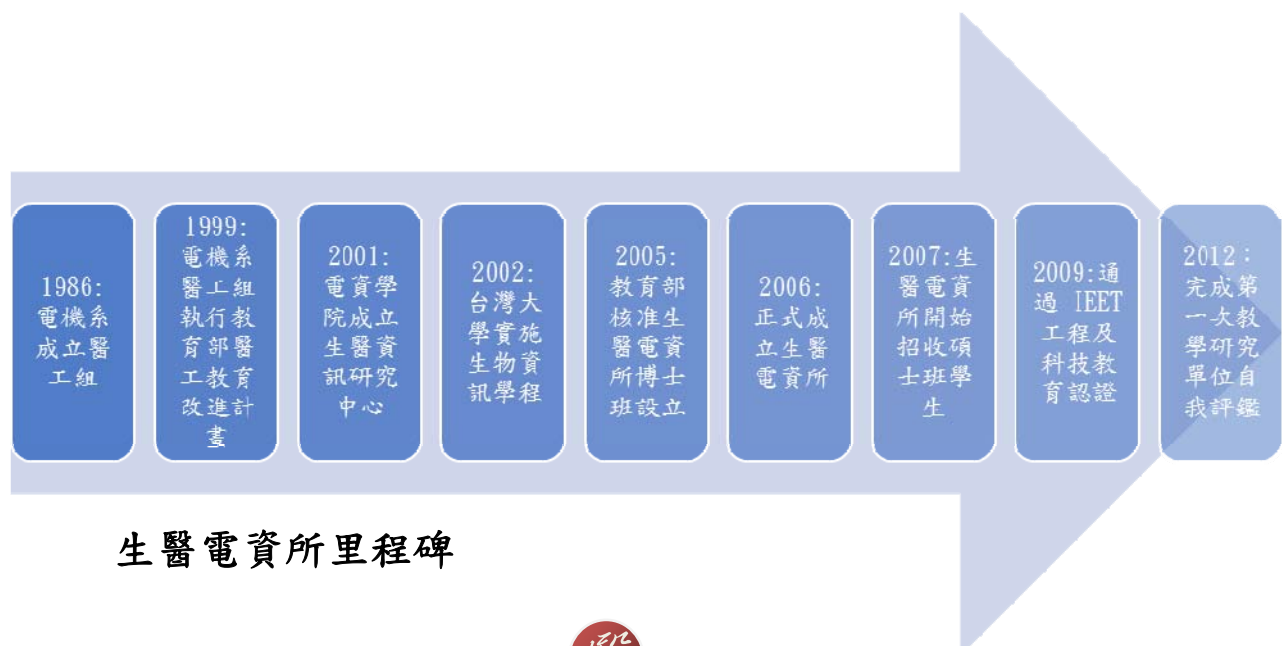 1986:
電機系
成立醫
工組
1999:
電機系
醫工組
執行教
育部醫
工教育
改進計
畫
2001:
電資學
院成立
生醫資
訊研究
中心
2002:
台灣大
學實施
生物資
訊學程
2005:
教育部
核准生
醫電資
所博士
班設立
2006:
正式成
立生醫
電資所
2007:生
醫電資
所開始
招收碩
士班學
生
2009:通
過 IEET
工程及
科技教
育認證
2012：
完成第
一次教
學研究
單位自
我評鑑
生醫電資所里程碑